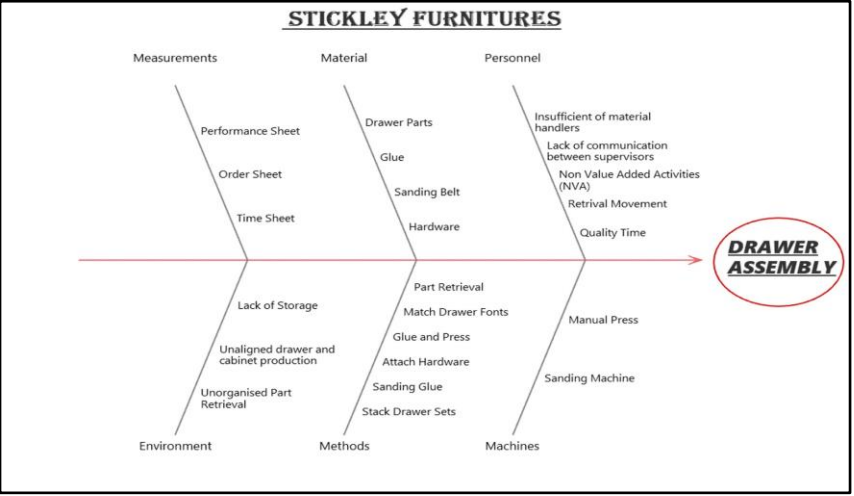 STICKLEY FURNITURES
Measurements
Material
Personnel
Performance Sheet
Order Sheet
Time Sheet
Drawer Parts
Glue
Sanding Belt
Hardware
Insufficient of material
handlers
Lack of communication
between supervisors
Non Value Added Activities
(NVA)
Retrival Movement
Quality Time
DRAWER
ASSEMBLY
Lack of Storage
Unaligned drawer and
cabinet production
Unorganised Part
Retrieval
Part Retrieval
Match Drawer Fonts
Glue and Press
Attach Hardware
Sanding Glue
Stack Drawer Sets
Manual Press
Sanding Machine
Environment
Methods
Machines